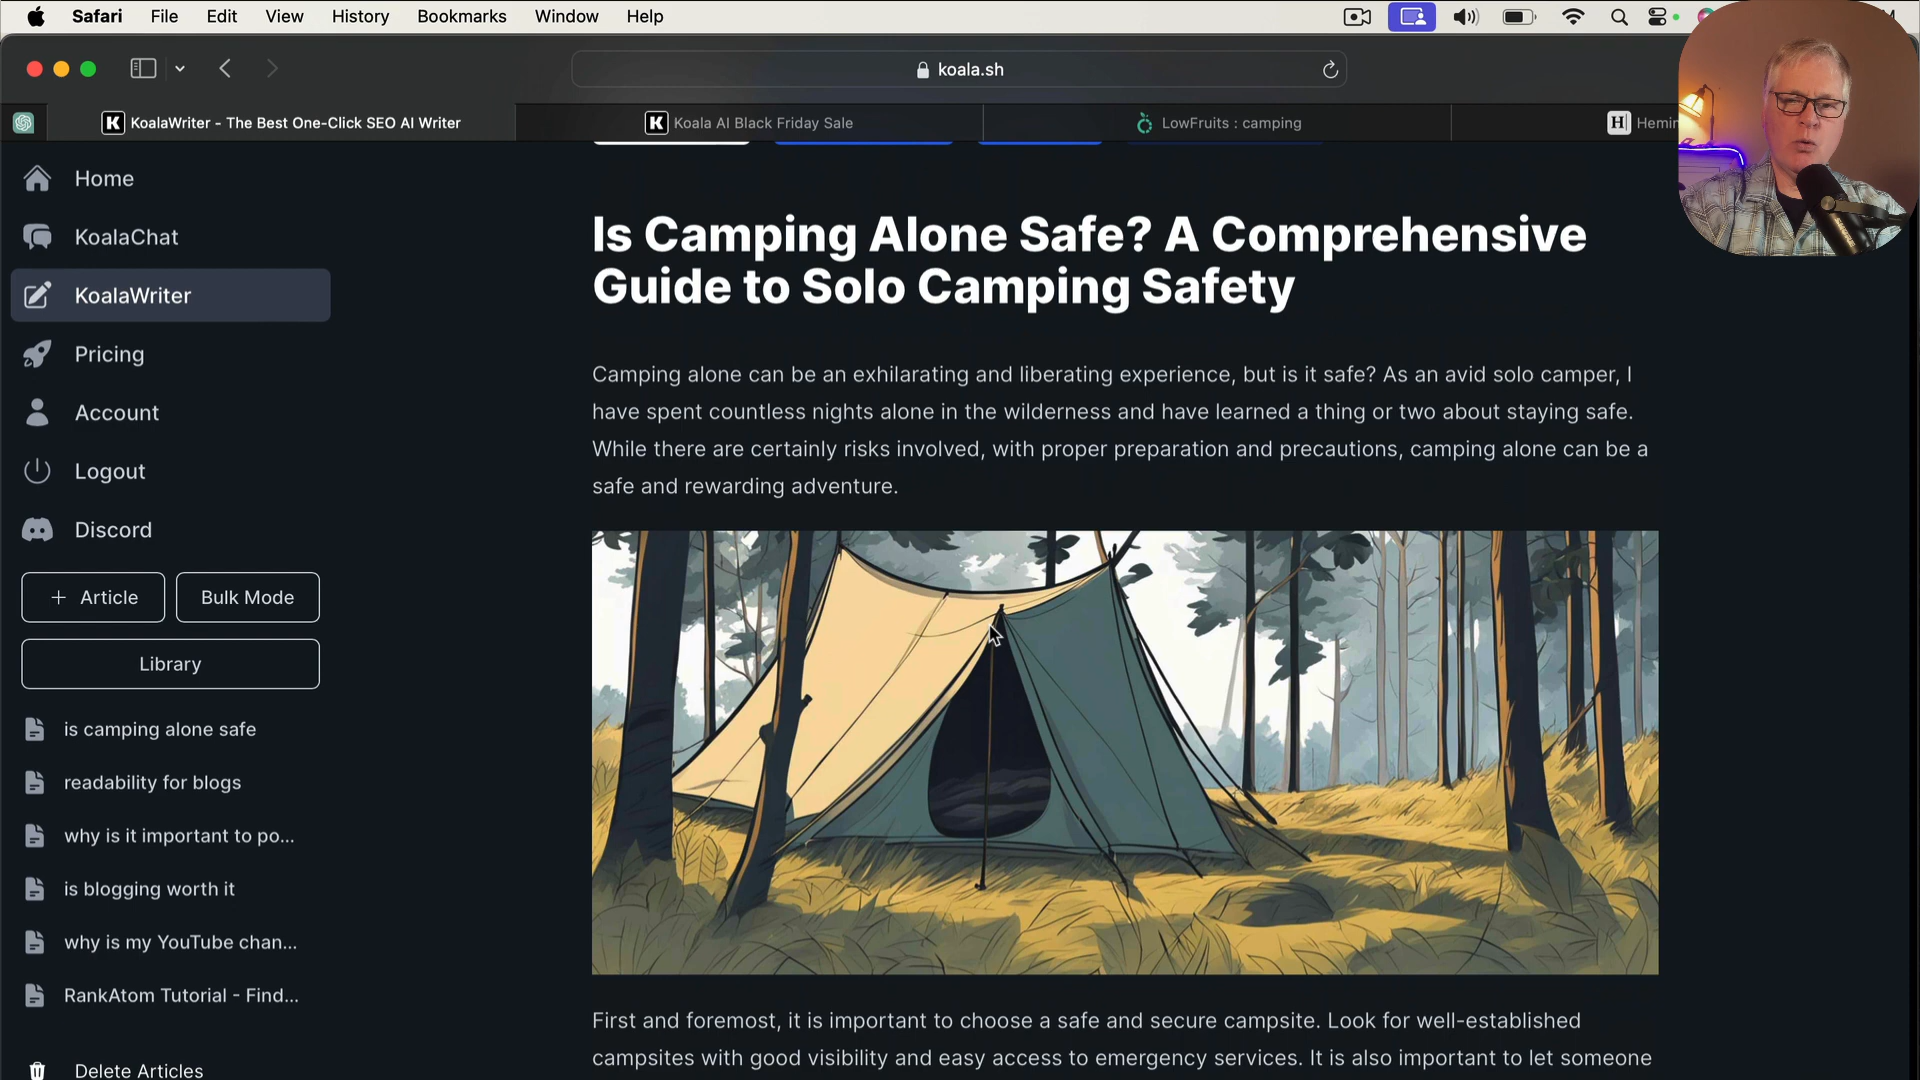 Safari File Edit View History Bookmarks Window Help
koala.sh
KoalaWriter - The Best One-Click SEO AI Writer
Koala AI Black Friday Sale
LowFruits : camping
Home
KoalaChat
KoalaWriter
Pricing
Account
Logout
Discord
+ Article
Bulk Mode
Library
is camping alone safe
readability for blogs
why is it important to po...
is blogging worth it
why is my YouTube chan...
RankAtom Tutorial - Find...
Delete Articles
Is Camping Alone Safe? A Comprehensive
Guide to Solo Camping Safety
Camping alone can be an exhilarating and liberating experience, but is it safe? As an avid solo camper, I
have spent countless nights alone in the wilderness and have learned a thing or two about staying safe.
While there are certainly risks involved, with proper preparation and precautions, camping alone can be a
safe and rewarding adventure.
First and foremost, it is important to choose a safe and secure campsite. Look for well-established
campsites with good visibility and easy access to emergency services. It is also important to let someone